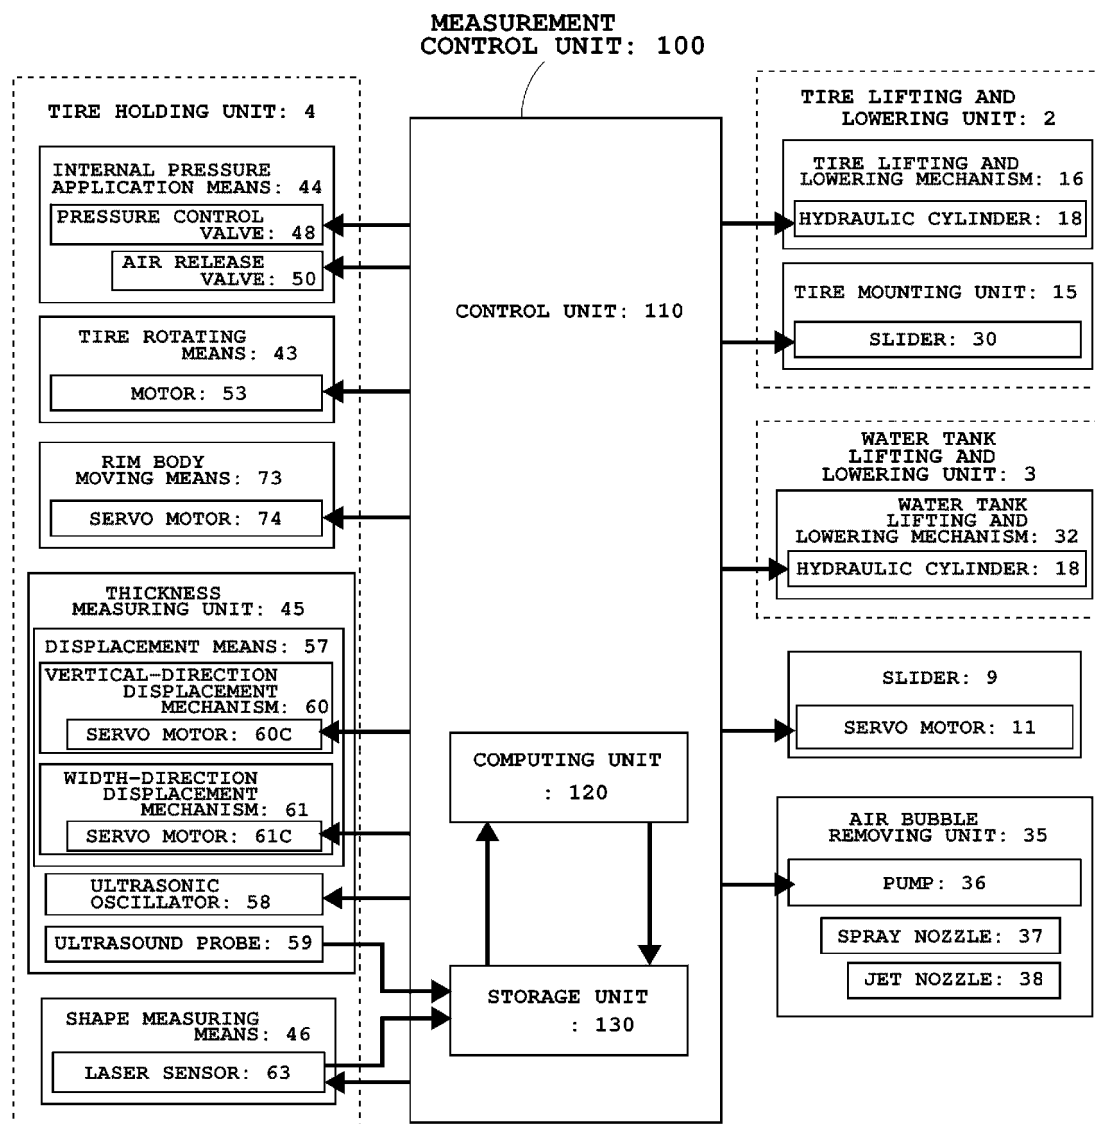 MEASUREMENT
CONTROL UNIT: 100
TIRE HOLDING UNIT: 4
INTERNAL PRESSURE
APPLICATION MEANS: 44
PRESSURE CONTROL
VALVE: 48
AIR RELEASE
VALVE: 50
TIRE ROTATING
MEANS: 43
MOTOR: 53
RIM BODY
MOVING MEANS: 73
SERVO MOTOR: 74
THICKNESS
MEASURING UNIT: 45
DISPLACEMENT MEANS: 57
VERTICAL-DIRECTION
DISPLACEMENT
MECHANISM: 60
SERVO MOTOR: 60C
WIDTH-DIRECTION
DISPLACEMENT
MECHANISM: 61
SERVO MOTOR: 61C
ULTRASONIC
OSCILLATOR: 58
ULTRASOUND PROBE: 59
SHAPE MEASURING
MEANS: 46
LASER SENSOR: 63
CONTROL UNIT: 110
COMPUTING UNIT
: 120
STORAGE UNIT
: 130
TIRE LIFTING AND
LOWERING UNIT: 2
TIRE LIFTING AND
LOWERING MECHANISM: 16
HYDRAULIC CYLINDER: 18
TIRE MOUNTING UNIT: 15
SLIDER: 30
WATER TANK
LIFTING AND
LOWERING UNIT: 3
WATER TANK
LIFTING AND
LOWERING MECHANISM: 32
HYDRAULIC CYLINDER: 18
SLIDER: 9
SERVO MOTOR: 11
AIR BUBBLE
REMOVING UNIT: 35
PUMP: 36
SPRAY NOZZLE: 37
JET NOZZLE: 38